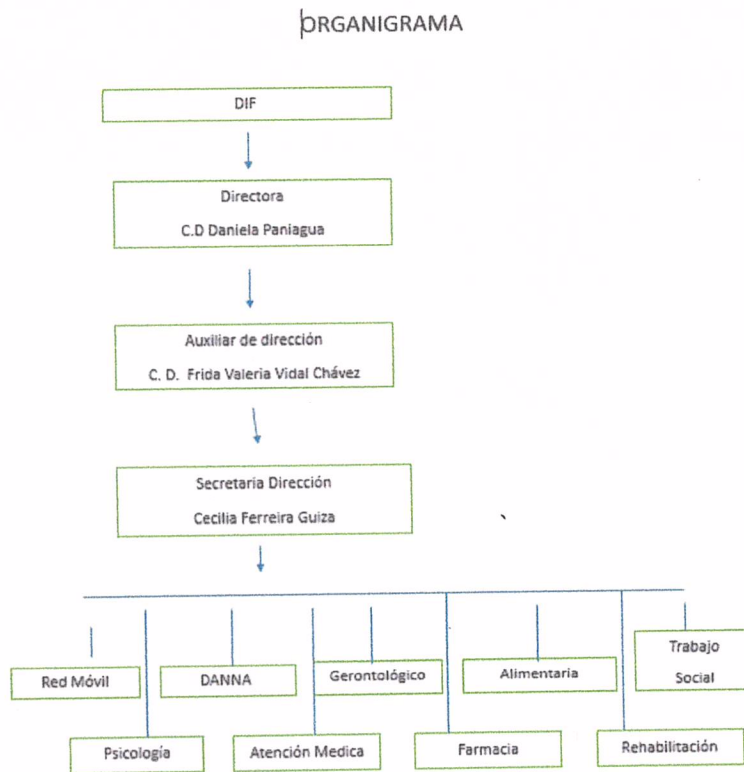 ORGANIGRAMA
DIF
Directora
C.D Daniela Paniagua
Auxiliar de dirección
C. D. Frida Valeria Vidal Chávez
Secretaria Dirección
Cecilia Ferreira Guiza
Red Móvil
DANNA
Gerontológico
Alimentaria
Trabajo
Social
Psicología
Atención Medica
Farmacia
Rehabilitación